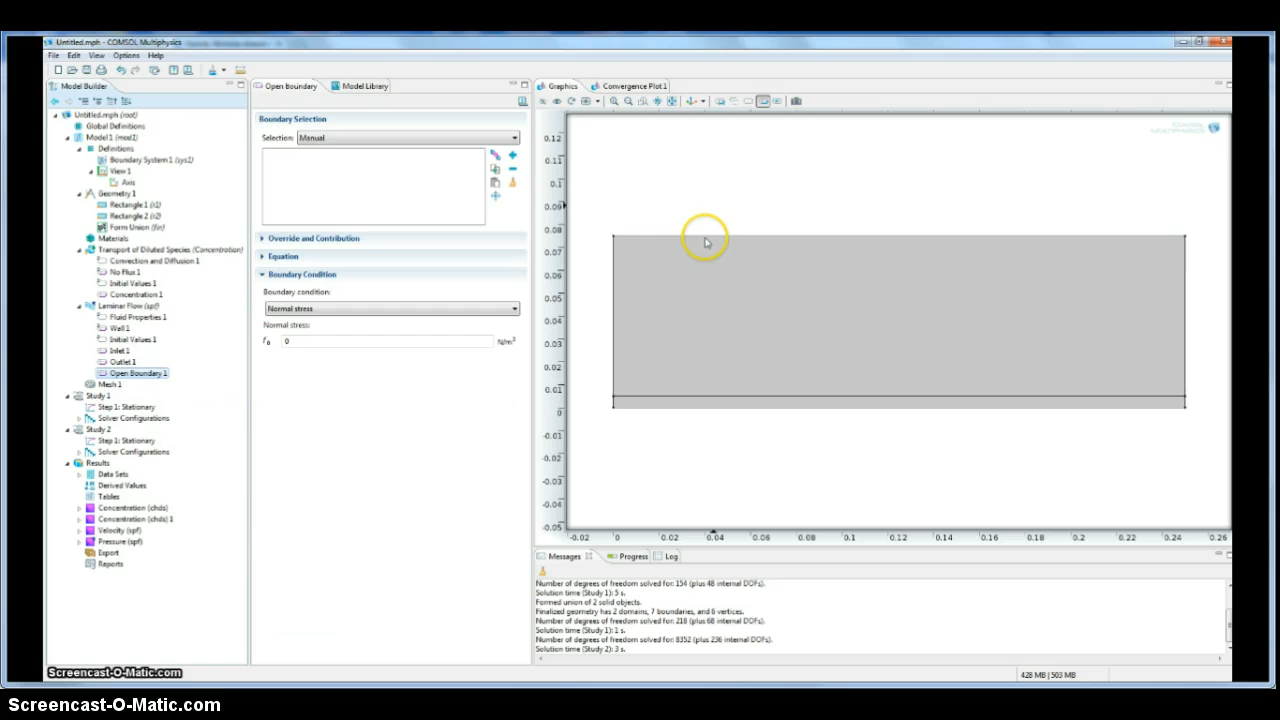 Untitled.mph - COMSOL Multiphysics
File Edit View Options Help
Model Builder
Untitled.mph (root)
Global Definitions
Model 1 (mod1)
Definitions
Boundary System 1 (sys1)
View 1
Axis
Geometry 1
Rectangle 1 (r1)
Rectangle 2 (r2)
Form Union (fin)
Materials
Transport of Diluted Species (Concentration)
Convection and Diffusion 1
No Flux 1
Initial Values 1
Concentration 1
Laminar Flow (spf)
Fluid Properties 1
Wall 1
Initial Values 1
Inlet 1
Outlet 1
Open Boundary 1
Mesh 1
Study 1
Step 1: Stationary
Solver Configurations
Study 2
Step 1: Stationary
Solver Configurations
Results
Data Sets
Derived Values
Tables
Concentration (chds)
Concentration (chds) 1
Velocity (spf)
Pressure (spf)
Export
Reports
Open Boundary Model Library
Boundary Selection
Selection: Manual
Override and Contribution
Equation
Boundary Condition
Boundary condition:
Normal stress
Normal stress:
f0 0 N/m²
Graphics Convergence Plot 1
COMSOL
MULTIPHYSICS
0.12
0.11
0.1
0.09
0.08
0.07
0.06
0.05
0.04
0.03
0.02
0.01
0
-0.01
-0.02
-0.03
-0.04
-0.05
-0.02 0 0.02 0.04 0.06 0.08 0.1 0.12 0.14 0.16 0.18 0.2 0.22 0.24 0.26
Messages Progress Log
Number of degrees of freedom solved for: 154 (plus 48 internal DOFs).
Solution time (Study 1): 5 s.
Formed union of 2 solid objects.
Finalized geometry has 2 domains, 7 boundaries, and 6 vertices.
Number of degrees of freedom solved for: 218 (plus 68 internal DOFs).
Solution time (Study 1): 1 s.
Number of degrees of freedom solved for: 8352 (plus 236 internal DOFs).
Solution time (Study 2): 3 s.
428 MB | 503 MB
Screencast-O-Matic.com
Screencast-O-Matic.com